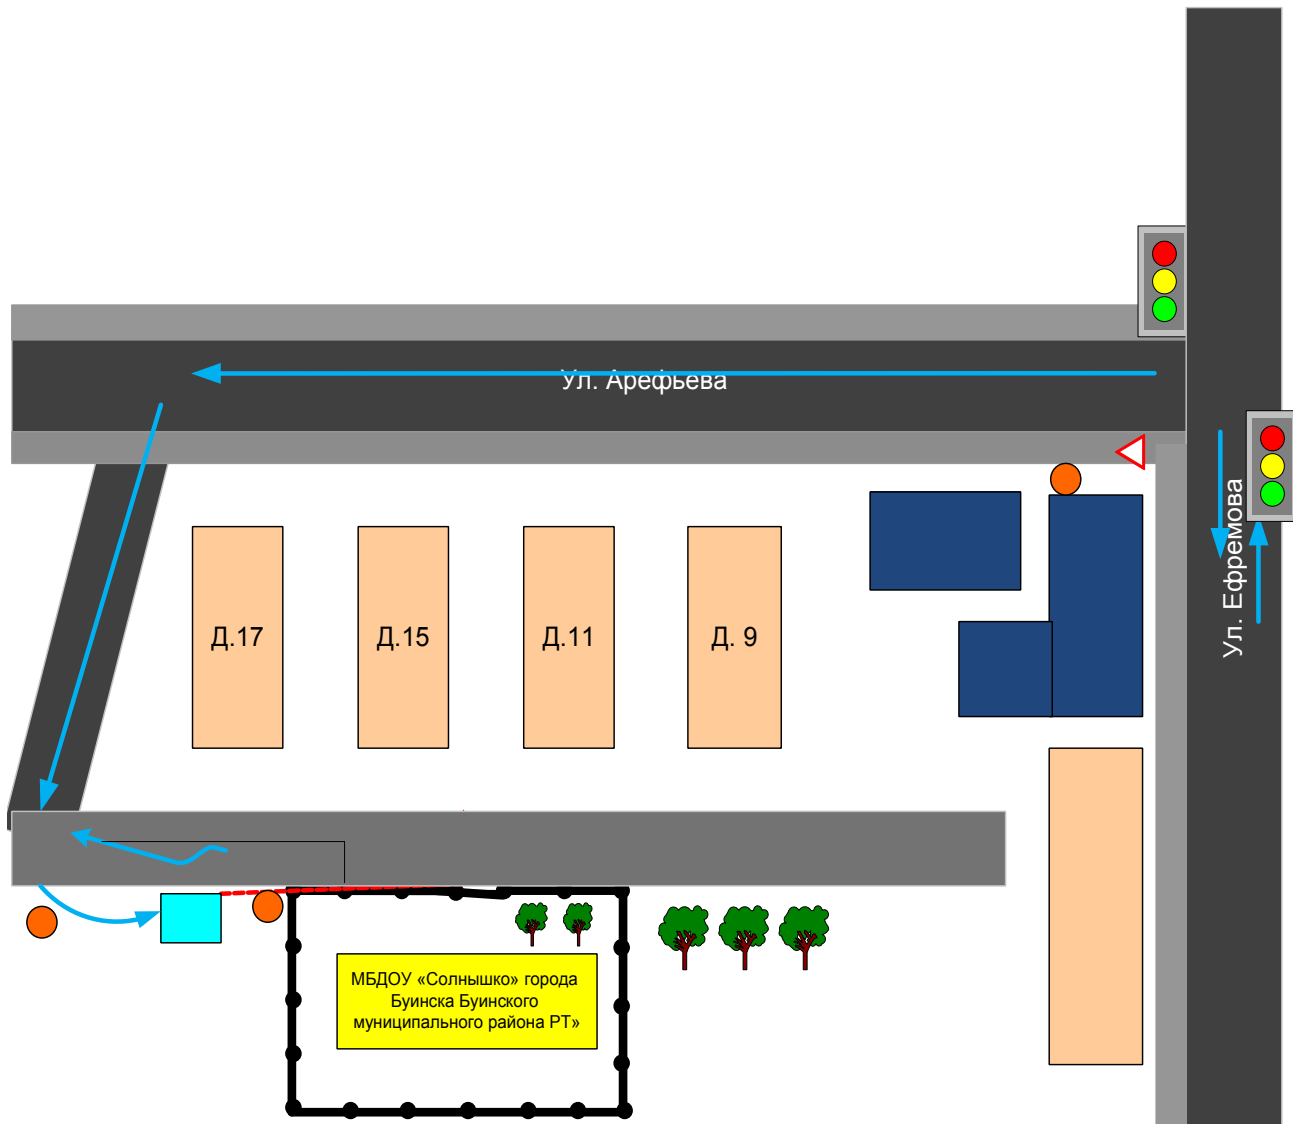 Ул. Арефьева
Ул. Ефремова
Д.17
Д.15
Д.11
Д. 9
МБДОУ «Солнышко» города
Буинска Буинского
муниципального района РТ»